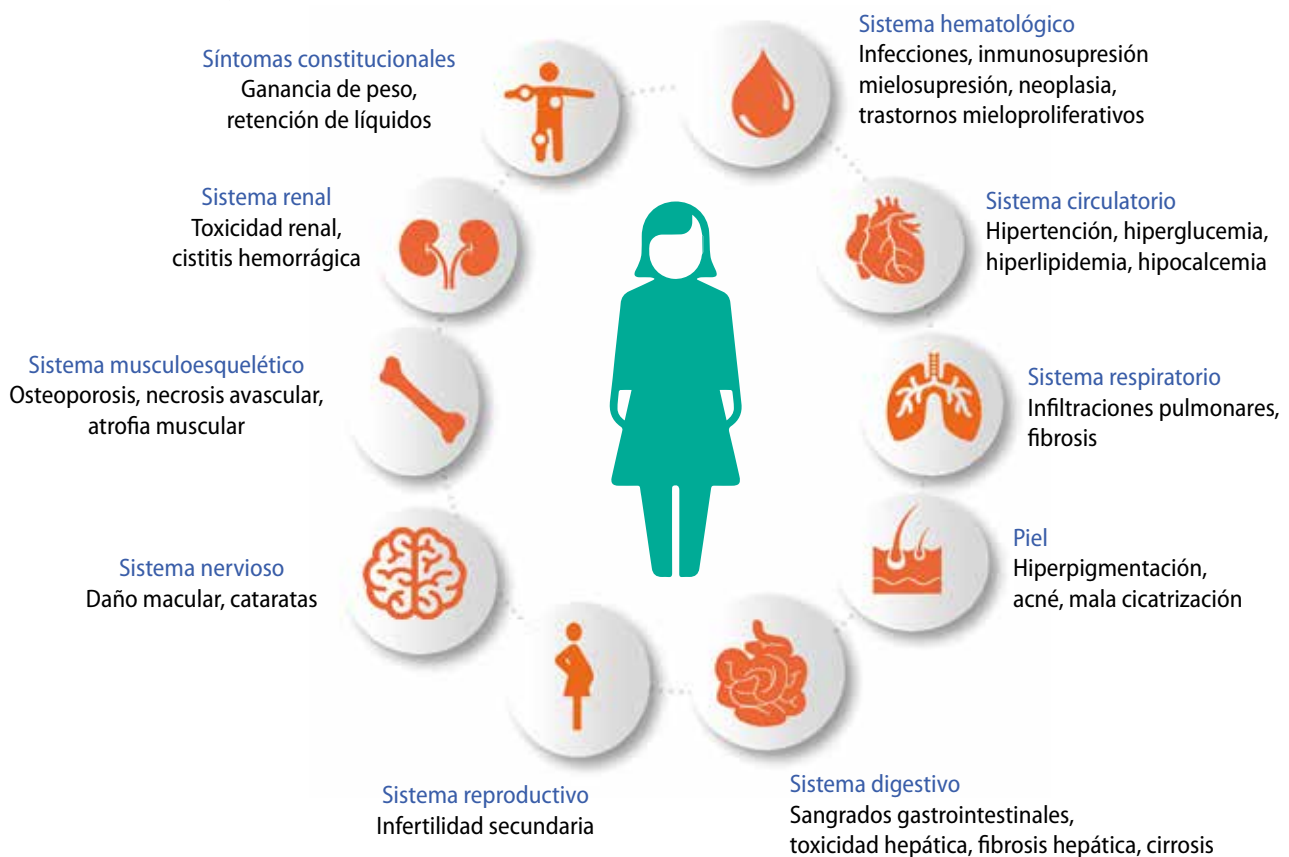 Síntomas constitucionales
Ganancia de peso,
retención de líquidos
Sistema hematológico
Infecciones, inmunosupresión
mielosupresión, neoplasia,
trastornos mieloproliferativos
Sistema renal
Toxicidad renal,
cistitis hemorrágica
Sistema circulatorio
Hipertención, hiperglucemia,
hiperlipidemia, hipocalcemia
Sistema musculoesquelético
Osteoporosis, necrosis avascular,
atrofia muscular
Sistema respiratorio
Infiltraciones pulmonares,
fibrosis
Sistema nervioso
Daño macular, cataratas
Piel
Hiperpigmentación,
acné, mala cicatrización
Sistema reproductivo
Infertilidad secundaria
Sistema digestivo
Sangrados gastrointestinales,
toxicidad hepática, fibrosis hepática, cirrosis